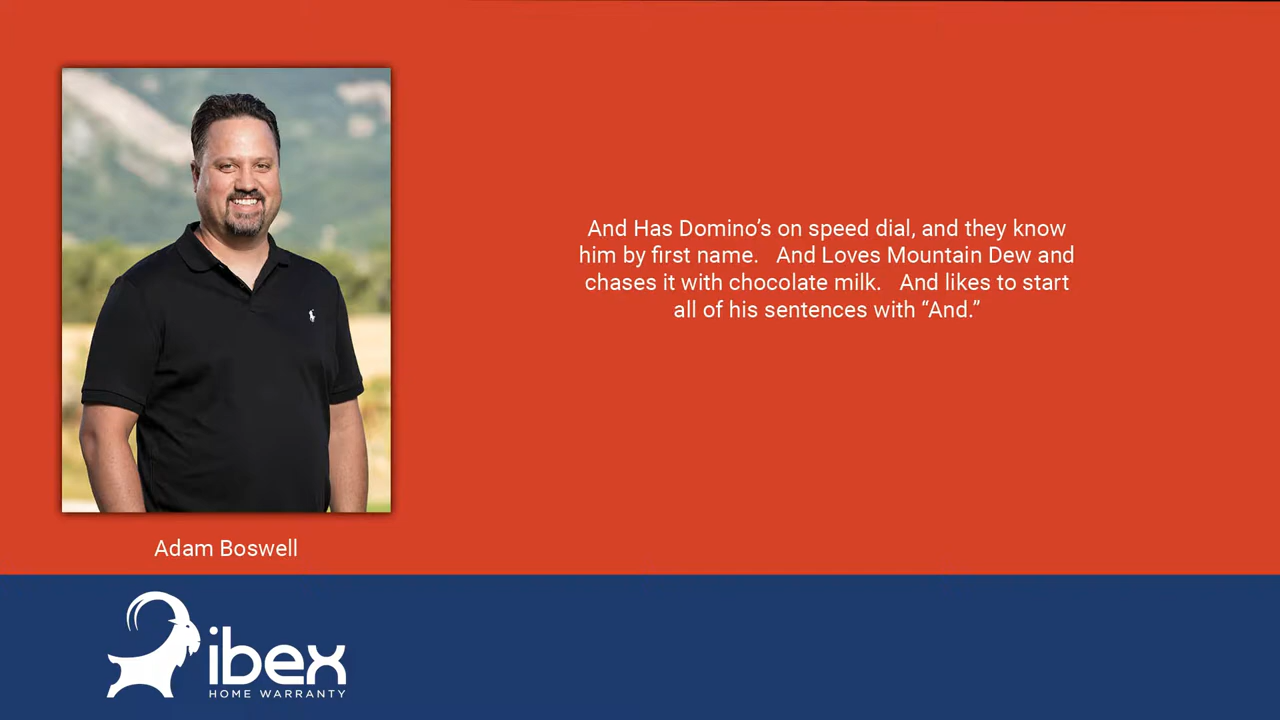 And Has Domino’s on speed dial, and they know
him by first name.   And Loves Mountain Dew and
chases it with chocolate milk.   And likes to start
all of his sentences with “And.”
Adam Boswell
ibex
HOME WARRANTY